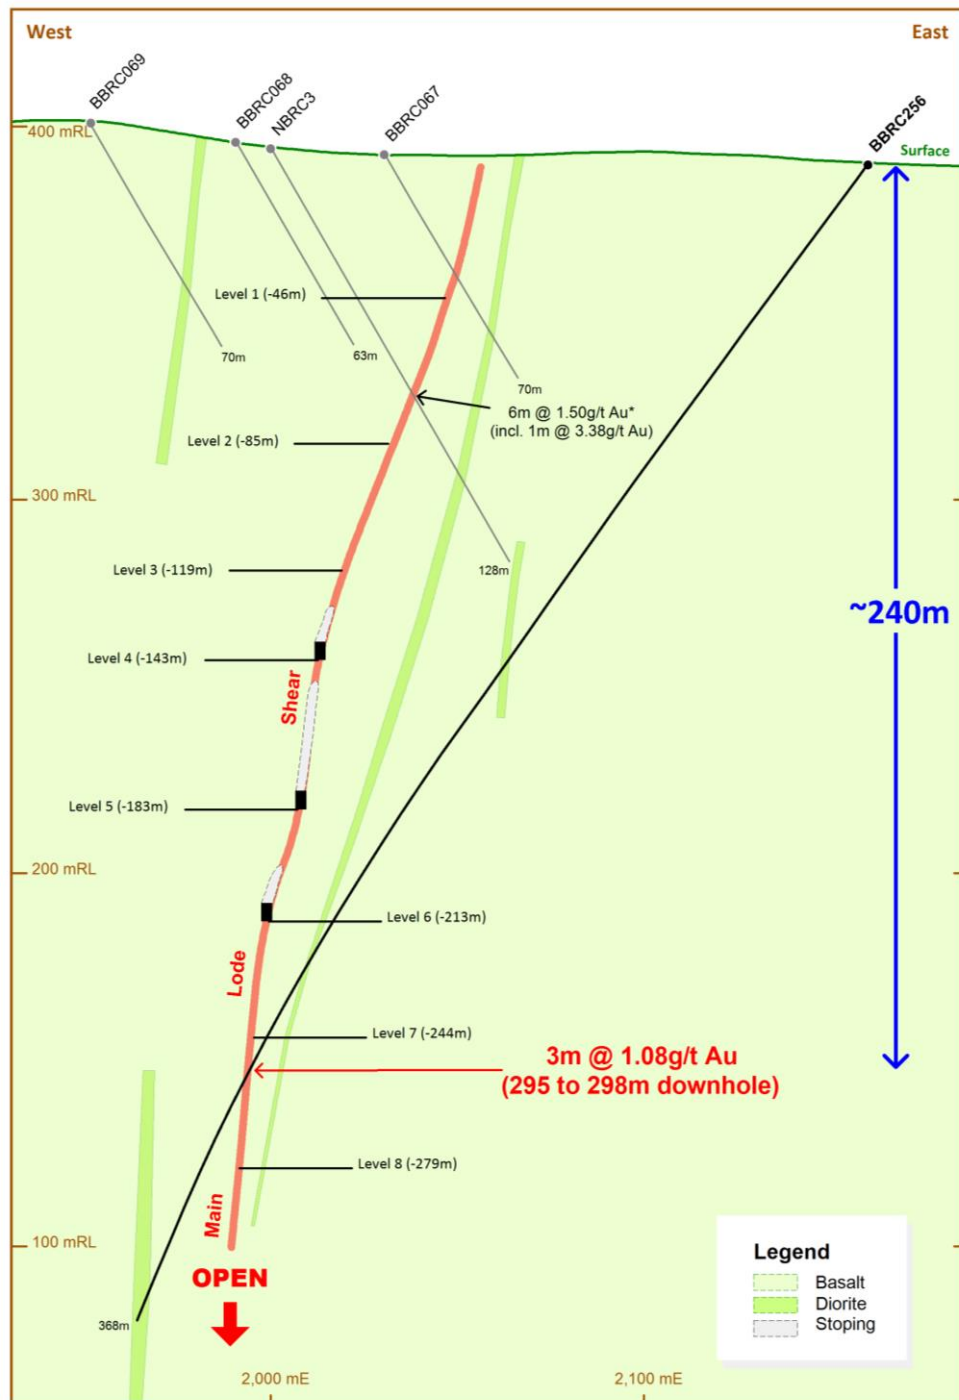 West
East
BBRC069
BBRC068
NBRC3
BBRC067
BBRC256
Surface
400 mRL
Level 1 (-46m)
70m
63m
70m
6m @ 1.50g/t Au*
(incl. 1m @ 3.38g/t Au)
Level 2 (-85m)
300 mRL
Level 3 (-119m)
128m
~240m
Level 4 (-143m)
Shear
Level 5 (-183m)
200 mRL
Level 6 (-213m)
Lode
Level 7 (-244m)
3m @ 1.08g/t Au
(295 to 298m downhole)
Level 8 (-279m)
Main
100 mRL
OPEN
368m
Legend
Basalt
Diorite
Stoping
2,000 mE
2,100 mE